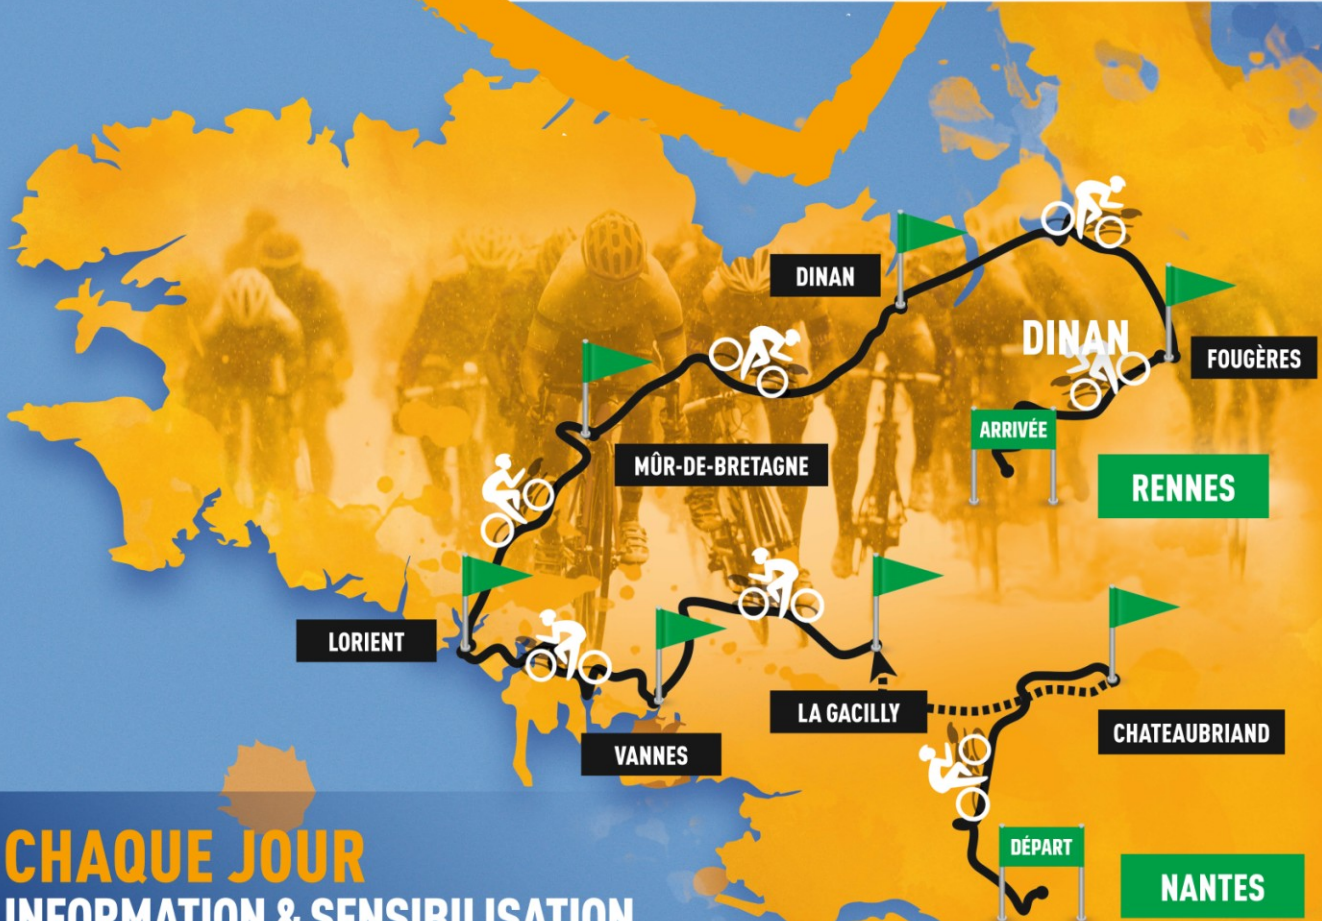 DINAN
DINAN
FOUGÈRES
ARRIVÉE
MÛR-DE-BRETAGNE
RENNES
LORIENT
LA GACILLY
VANNES
CHATEAUBRIAND
DÉPART
NANTES
CHAQUE JOUR
INFORMATION & SENSIBILISATION